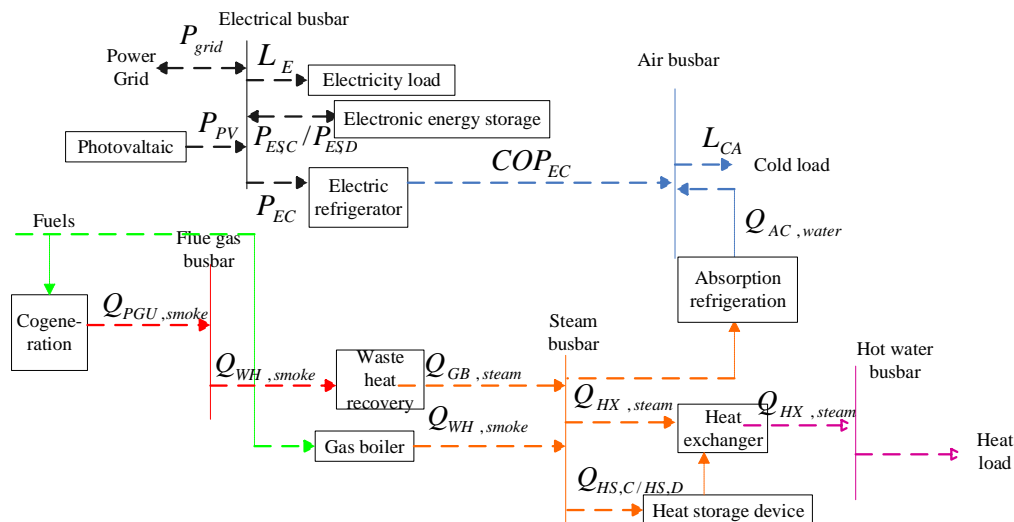 Electrical busbar
P_grid
Power
Grid
L_E
Electricity load
Air busbar
Electronic energy storage
P_PV
P_ESC/P_ESD
Photovaltaic
L_CA
Cold load
COP_EC
Electric
refrigerator
P_EC
Fuels
Flue gas
busbar
Q_AC,water
Absorption
refrigeration
Cogene-
ration
Q_PGU,smoke
Steam
busbar
Hot water
busbar
Q_WH,smoke
Waste
heat
recovery
Q_GB,steam
Q_HX,steam
Heat
exchanger
Q_HX,steam
Q_WH,smoke
Gas boiler
Heat
load
Q_HS,C/HS,D
Heat storage device